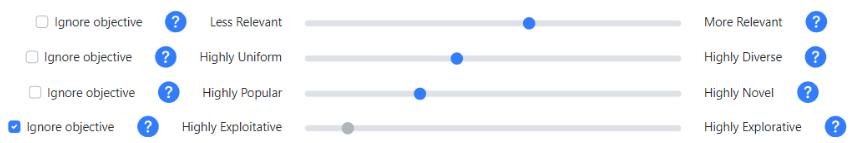 Ignore objective ? Less Relevant More Relevant ?
Ignore objective ? Highly Uniform Highly Diverse ?
Ignore objective ? Highly Popular Highly Novel ?
Ignore objective ? Highly Exploitative Highly Explorative ?